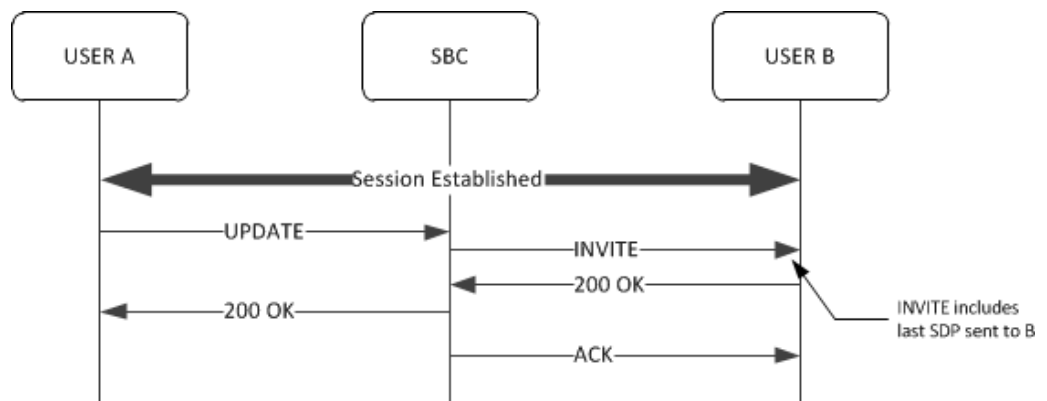 USER A
SBC
USER B
Session Established
UPDATE
INVITE
200 OK
200 OK
INVITE includes
last SDP sent to B
ACK